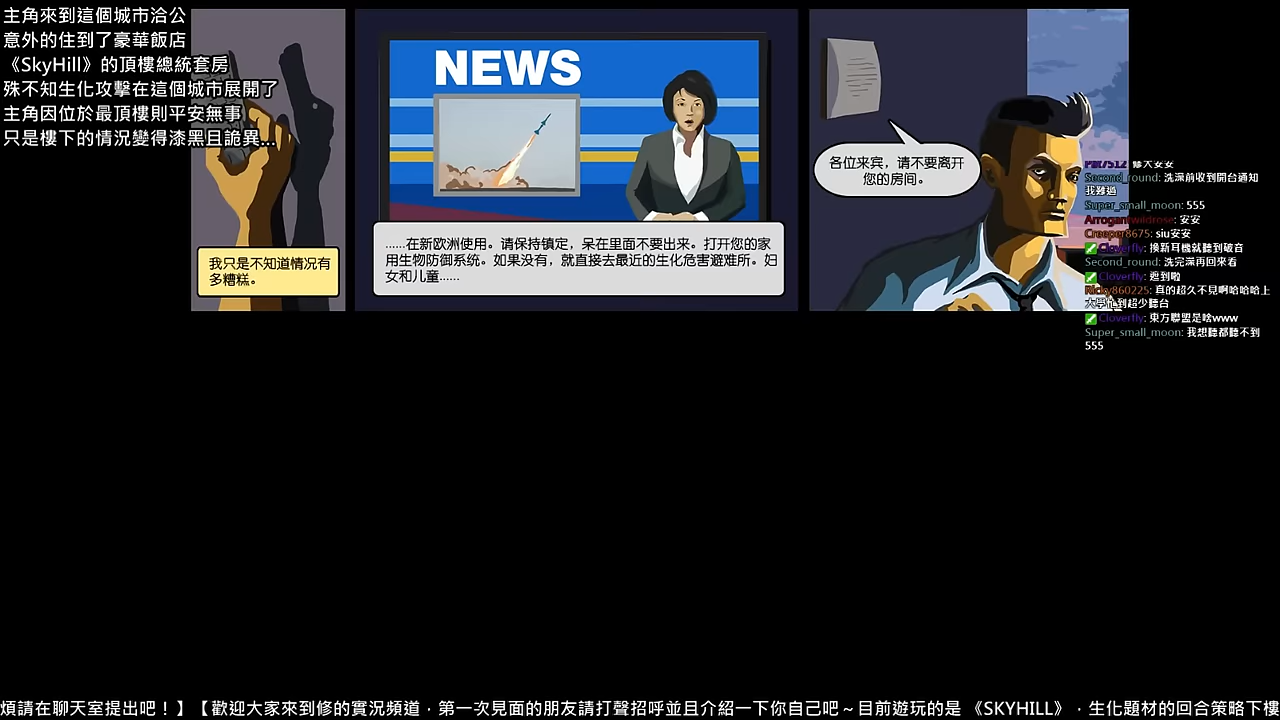 主角來到這個城市洽公
意外的住到了豪華飯店
《SkyHill》的頂樓總統套房
殊不知生化攻擊在這個城市展開了
主角因位於最頂樓則平安無事
只是樓下的情況變得漆黑且詭異...
我只是不知道情况有
多糟糕。
NEWS
......在新欧洲使用。请保持镇定，呆在里面不要出来。打开您的家
用生物防御系统。如果没有，就直接去最近的生化危害避难所。妇
女和儿童......
各位来宾，请不要离开
您的房间。
Second_round: 洗澡前收到開台通知
我難過
Super_small_moon: 555
Arrogantwildrose: 安安
Creeper8675: siu安安
Cloverfly: 換新耳機就聽到破音
Second_round: 洗完澡再回來看
Cloverfly: 遲到啦
Ricky860225: 真的超久不見啊哈哈哈上
大學忙到超少聽台
Cloverfly: 東方聯盟是啥www
Super_small_moon: 我想聽都聽不到
555
煩請在聊天室提出吧！】【歡迎大家來到修的實況頻道，第一次見面的朋友請打聲招呼並且介紹一下你自己吧～目前遊玩的是 《SKYHILL》，生化題材的回合策略下樓